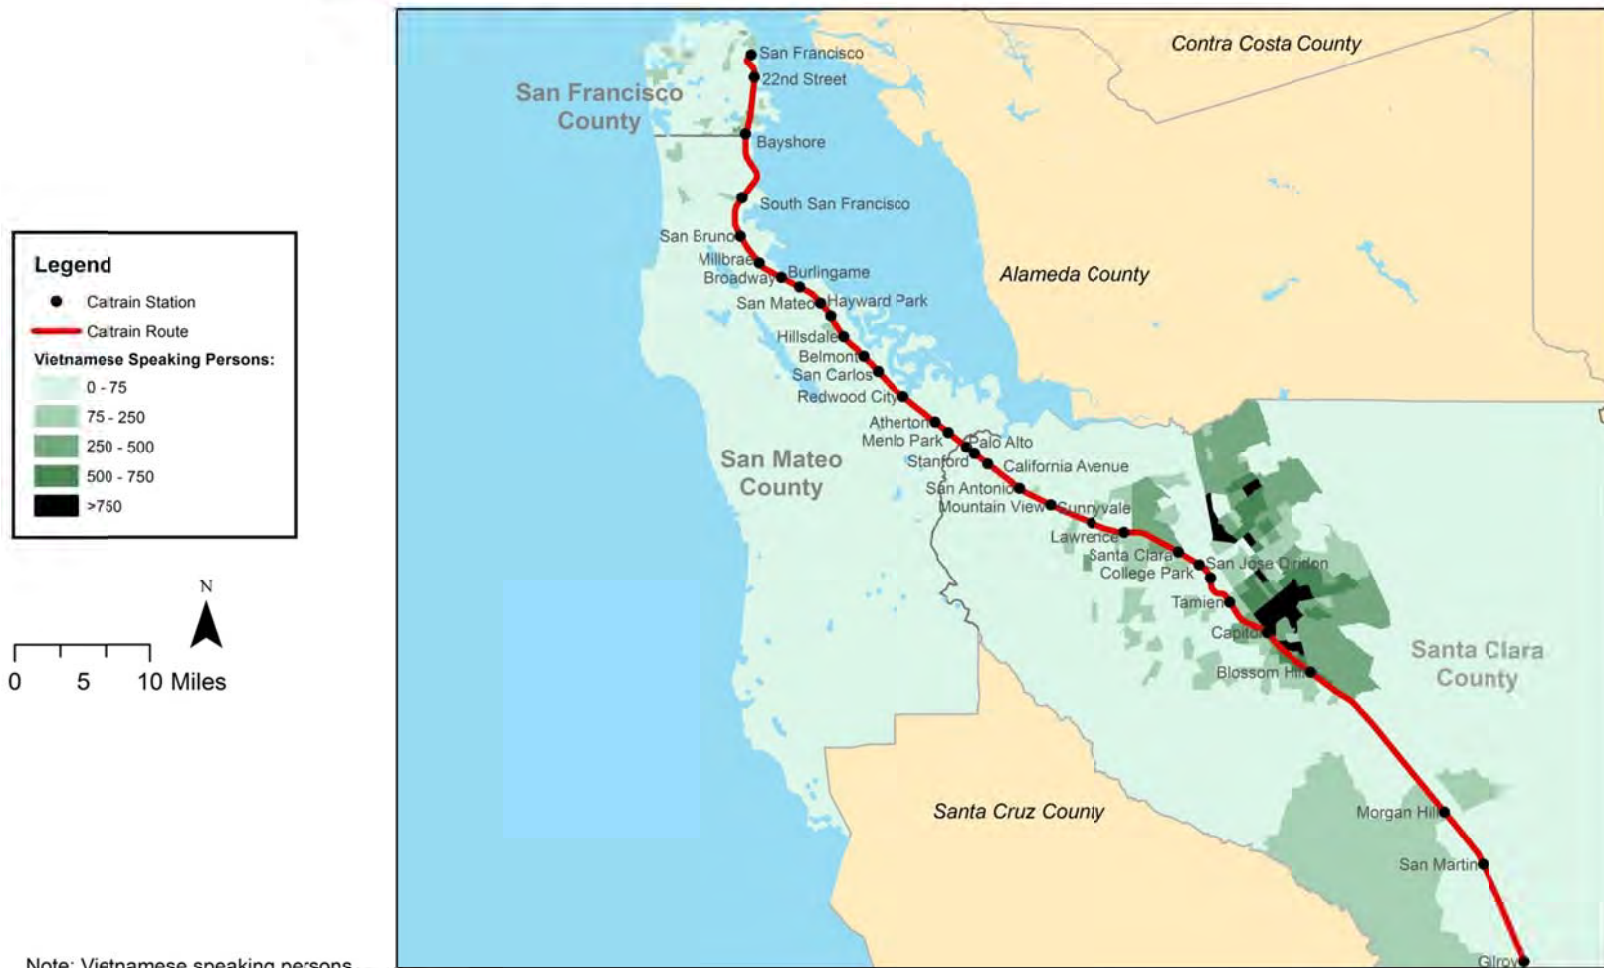 San Francisco
22nd Street
San Francisco
County
Contra Costa County
Bayshore
South San Francisco
San Bruno
Millbrae
Broadway
Burlingame
San Mateo
Hayward Park
Alameda County
Hillsdale
Belmont
San Carlos
Redwood City
Atherton
Menlo Park
Palo Alto
Stanford
California Avenue
San Mateo
County
San Antonio
Mountain View
Sunnyvale
Lawrence
Santa Clara
College Park
San Jose Diridon
Tamien
Capitol
Blossom Hill
Santa Clara
County
Santa Cruz County
Morgan Hill
San Martin
Gilroy
Legend
Caltrain Station
Caltrain Route
Vietnamese Speaking Persons:
0 - 75
75 - 250
250 - 500
500 - 750
>750
N
0 5 10 Miles
Note: Vietnamese speaking persons